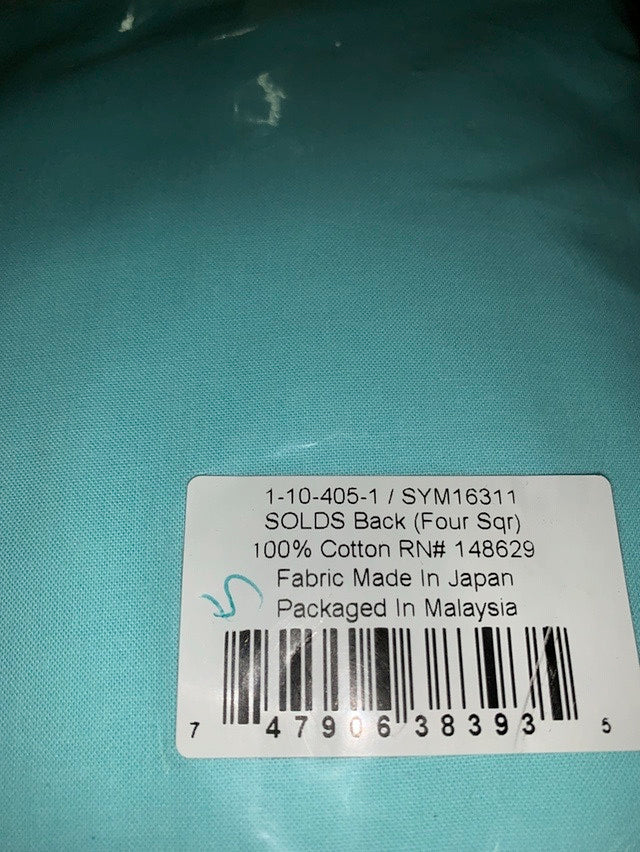 1-10-405-1 / SYM16311
SOLDS Back (Four Sqr)
100% Cotton RN# 148629
Fabric Made In Japan
Packaged In Malaysia
7 47906 38393 5